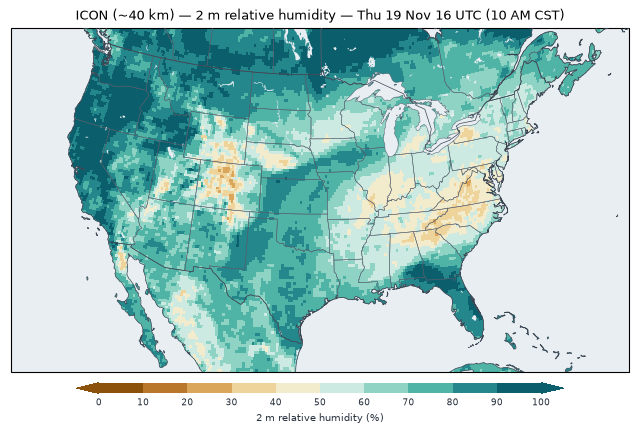 ICON (~40 km) — 2 m relative humidity — Thu 19 Nov 16 UTC (10 AM CST)
0 10 20 30 40 50 60 70 80 90 100
2 m relative humidity (%)